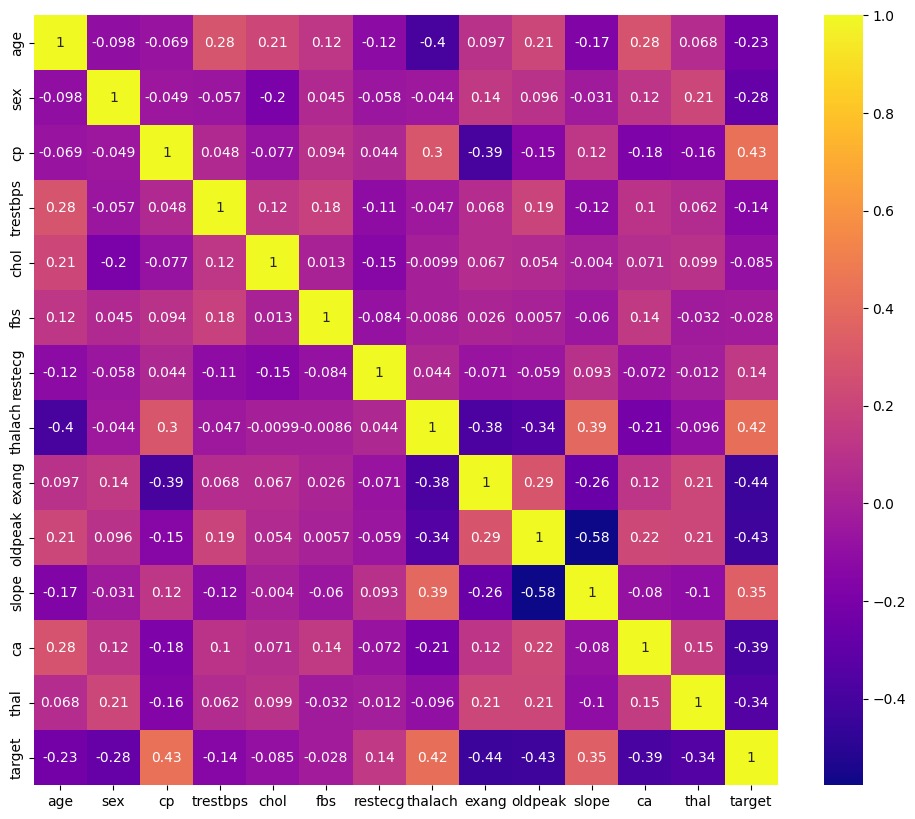 age 1 -0.098 -0.069 0.28 0.21 0.12 -0.12 -0.4 0.097 0.21 -0.17 0.28 0.068 -0.23
sex -0.098 1 -0.049 -0.057 -0.2 0.045 -0.058 -0.044 0.14 0.096 -0.031 0.12 0.21 -0.28
cp -0.069 -0.049 1 0.048 -0.077 0.094 0.044 0.3 -0.39 -0.15 0.12 -0.18 -0.16 0.43
trestbps 0.28 -0.057 0.048 1 0.12 0.18 -0.11 -0.047 0.068 0.19 -0.12 0.1 0.062 -0.14
chol 0.21 -0.2 -0.077 0.12 1 0.013 -0.15 -0.0099 0.067 0.054 -0.004 0.071 0.099 -0.085
fbs 0.12 0.045 0.094 0.18 0.013 1 -0.084 -0.0086 0.026 0.0057 -0.06 0.14 -0.032 -0.028
restecg -0.12 -0.058 0.044 -0.11 -0.15 -0.084 1 0.044 -0.071 -0.059 0.093 -0.072 -0.012 0.14
thalach -0.4 -0.044 0.3 -0.047 -0.0099 -0.0086 0.044 1 -0.38 -0.34 0.39 -0.21 -0.096 0.42
exang 0.097 0.14 -0.39 0.068 0.067 0.026 -0.071 -0.38 1 0.29 -0.26 0.12 0.21 -0.44
oldpeak 0.21 0.096 -0.15 0.19 0.054 0.0057 -0.059 -0.34 0.29 1 -0.58 0.22 0.21 -0.43
slope -0.17 -0.031 0.12 -0.12 -0.004 -0.06 0.093 0.39 -0.26 -0.58 1 -0.08 -0.1 0.35
ca 0.28 0.12 -0.18 0.1 0.071 0.14 -0.072 -0.21 0.12 0.22 -0.08 1 0.15 -0.39
thal 0.068 0.21 -0.16 0.062 0.099 -0.032 -0.012 -0.096 0.21 0.21 -0.1 0.15 1 -0.34
target -0.23 -0.28 0.43 -0.14 -0.085 -0.028 0.14 0.42 -0.44 -0.43 0.35 -0.39 -0.34 1
age sex cp trestbps chol fbs restecg thalach exang oldpeak slope ca thal target
1.0
0.8
0.6
0.4
0.2
0.0
−0.2
−0.4